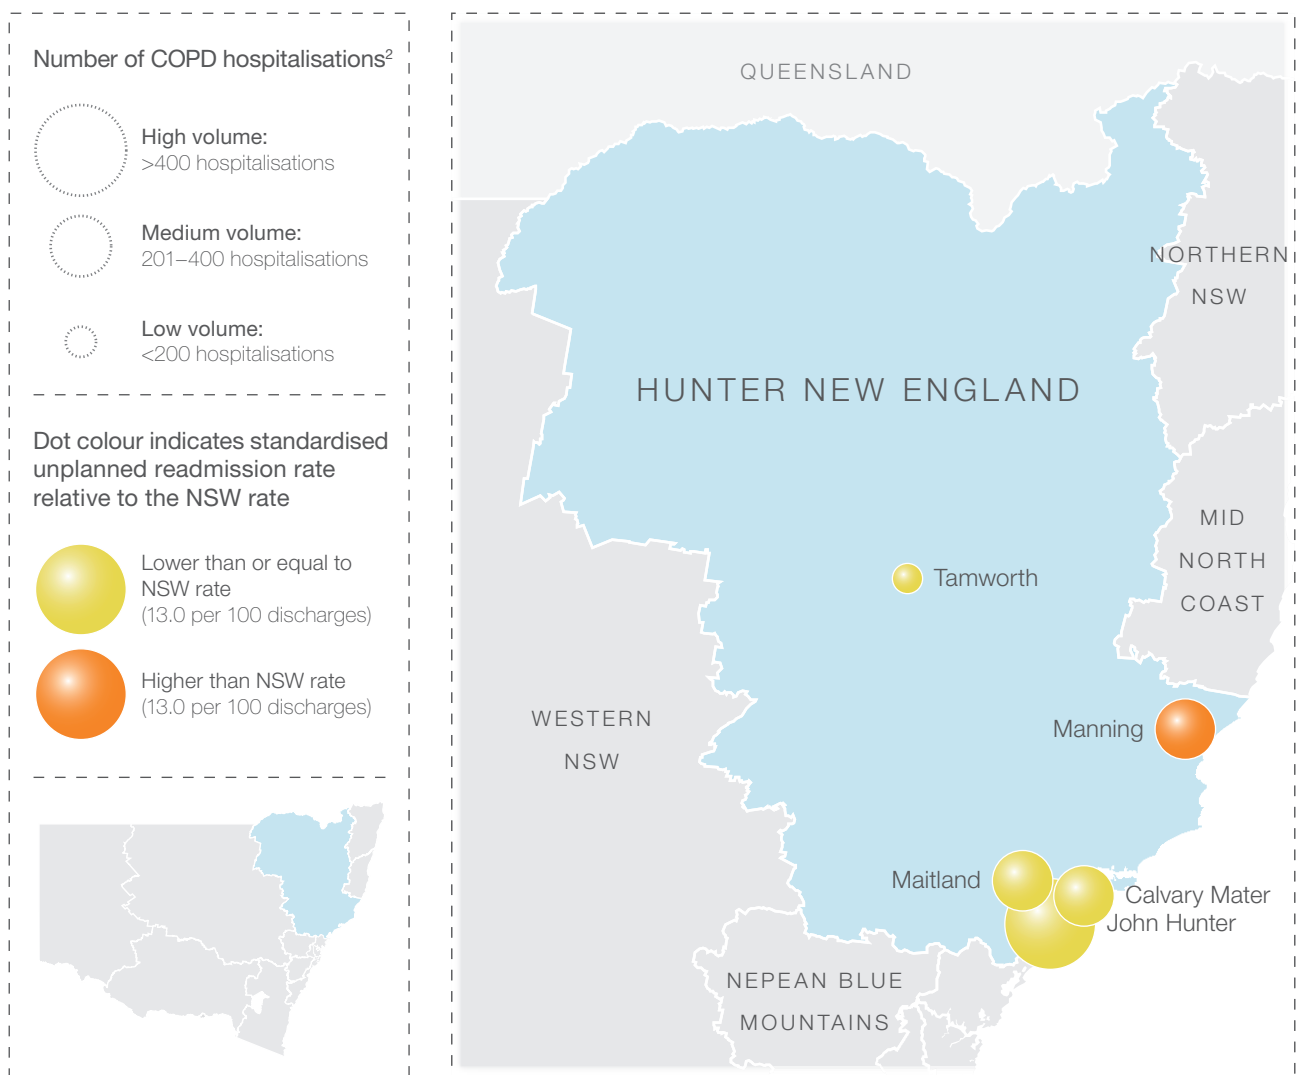 Number of COPD hospitalisations²
High volume:
>400 hospitalisations
Medium volume:
201–400 hospitalisations
Low volume:
<200 hospitalisations
Dot colour indicates standardised
unplanned readmission rate
relative to the NSW rate
Lower than or equal to
NSW rate
(13.0 per 100 discharges)
Higher than NSW rate
(13.0 per 100 discharges)
QUEENSLAND
NORTHERN
NSW
HUNTER NEW ENGLAND
MID
NORTH
COAST
Tamworth
WESTERN
NSW
Manning
Maitland
Calvary Mater
John Hunter
NEPEAN BLUE
MOUNTAINS